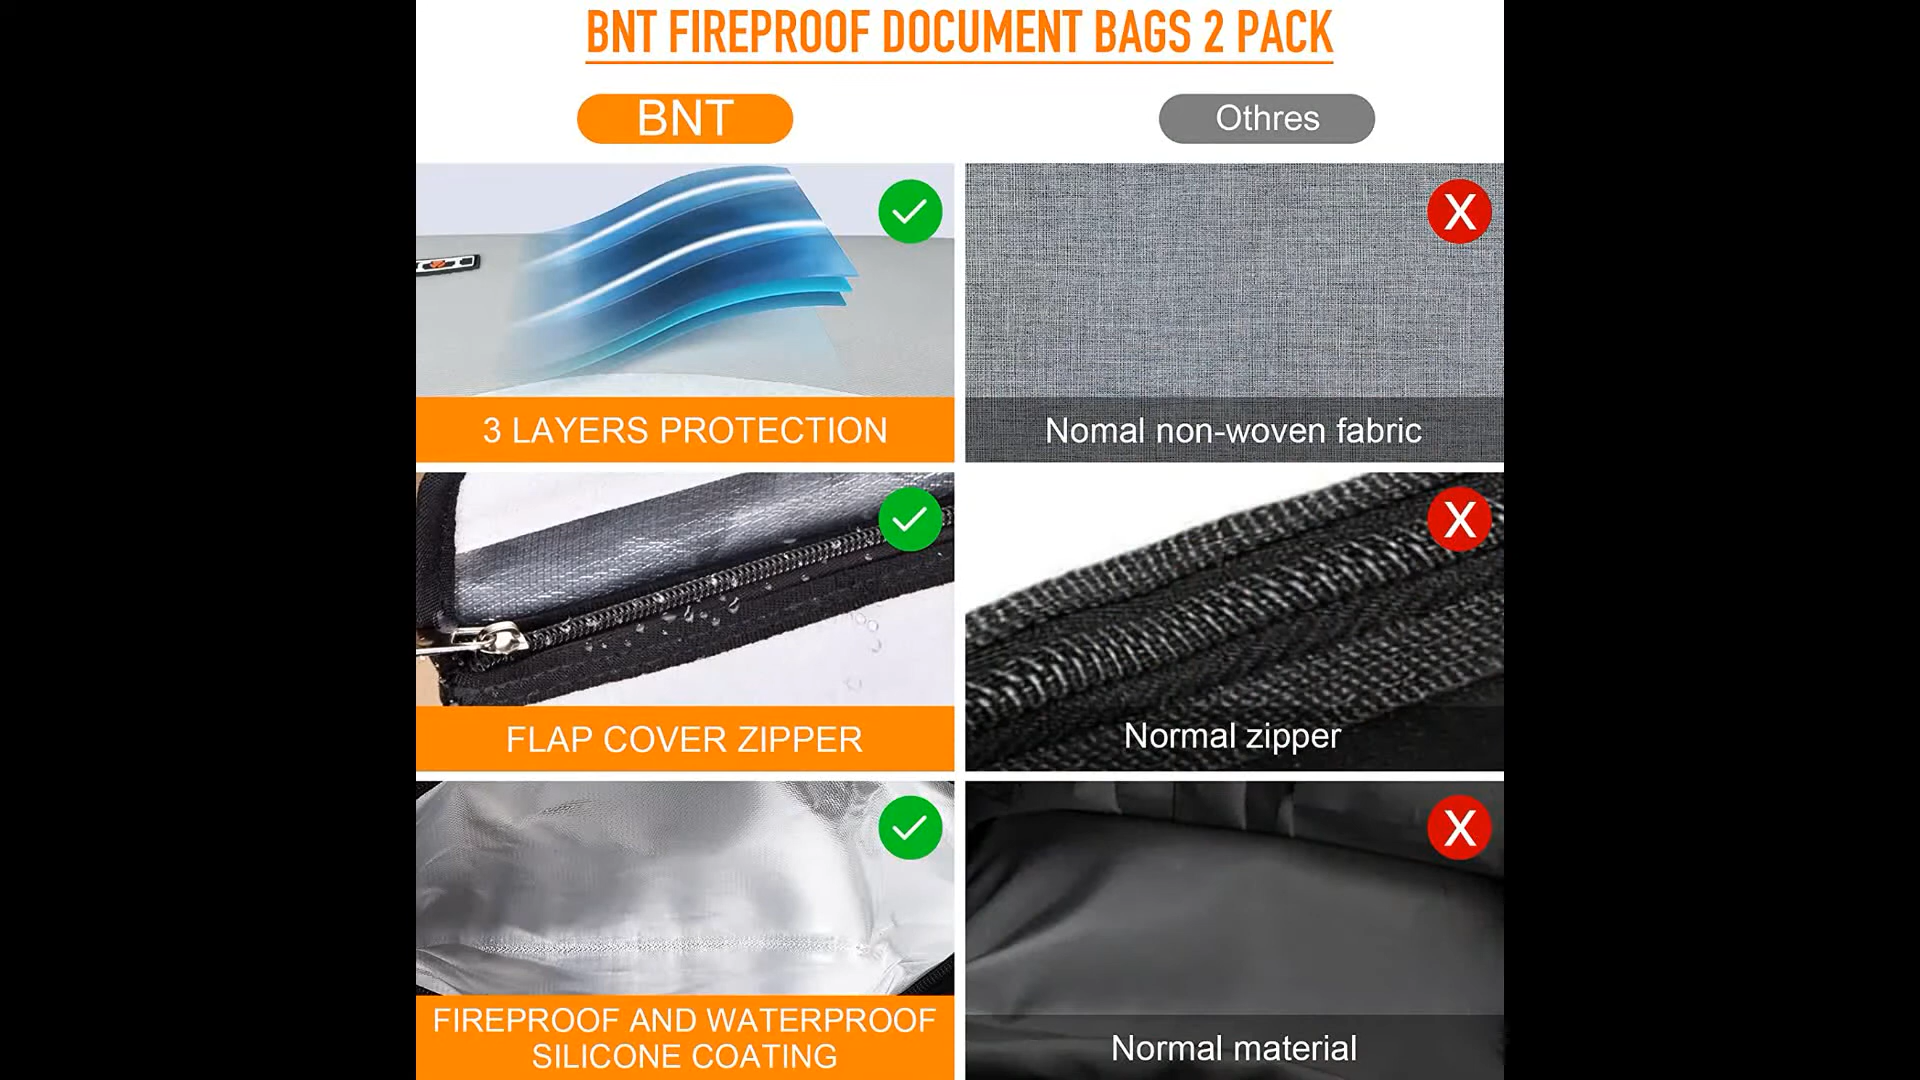 BNT FIREPROOF DOCUMENT BAGS 2 PACK
BNT
Othres
3 LAYERS PROTECTION
Nomal non-woven fabric
FLAP COVER ZIPPER
Normal zipper
FIREPROOF AND WATERPROOF
SILICONE COATING
Normal material